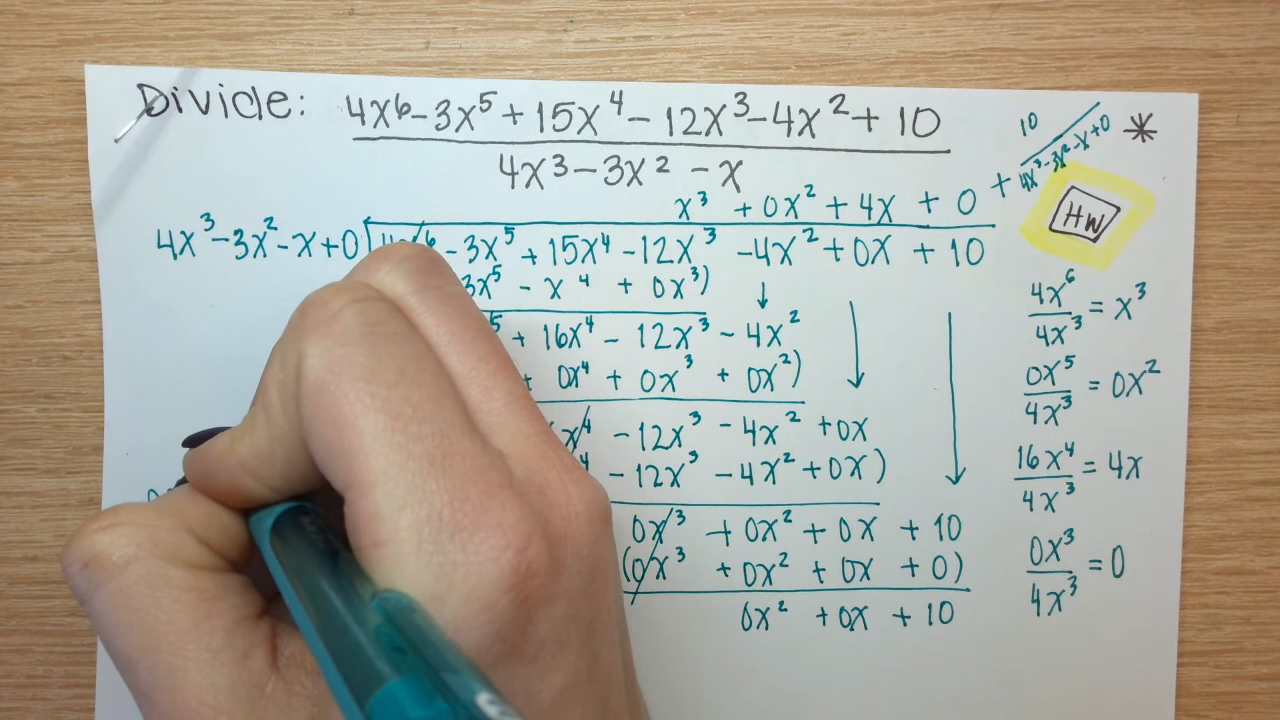 Divide: 4x⁶ - 3x⁵ + 15x⁴ - 12x³ - 4x² + 10
4x³ - 3x² - x
10
4x³ - 3x² - x + 0
*
x³ + 0x² + 4x + 0 +
HW
4x³ - 3x² - x + 0 4x⁶ - 3x⁵ + 15x⁴ - 12x³ - 4x² + 0x + 10
3x⁵ - x⁴ + 0x³)
+ 16x⁴ - 12x³ - 4x²
0x⁴ + 0x³ + 0x²)
x⁴ - 12x³ - 4x² + 0x
- 12x³ - 4x² + 0x)
0x³ + 0x² + 0x + 10
(0x³ + 0x² + 0x + 0)
0x² + 0x + 10
4x⁶
4x³ = x³
0x⁵
4x³ = 0x²
16x⁴
4x³ = 4x
0x³
4x³ = 0